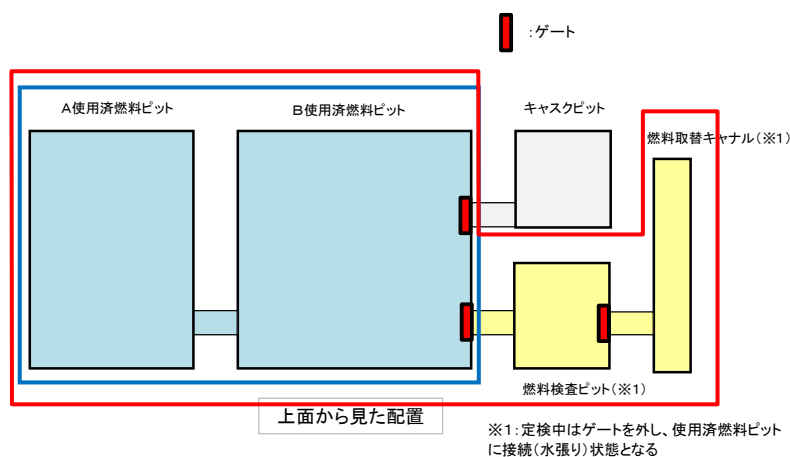 :ゲート
A使用済燃料ピット
B使用済燃料ピット
キャスクピット
燃料取替キャナル(※1)
燃料検査ピット(※1)
上面から見た配置
※1:定検中はゲートを外し、使用済燃料ピット
に接続(水張り)状態となる